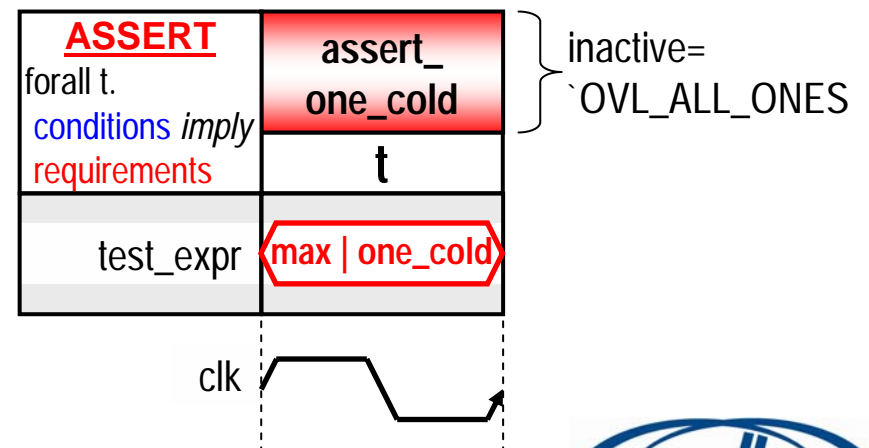 ASSERT
forall t.
conditions imply
requirements
assert_
one_cold
t
inactive=
`OVL_ALL_ONES
test_expr
max | one_cold
clk